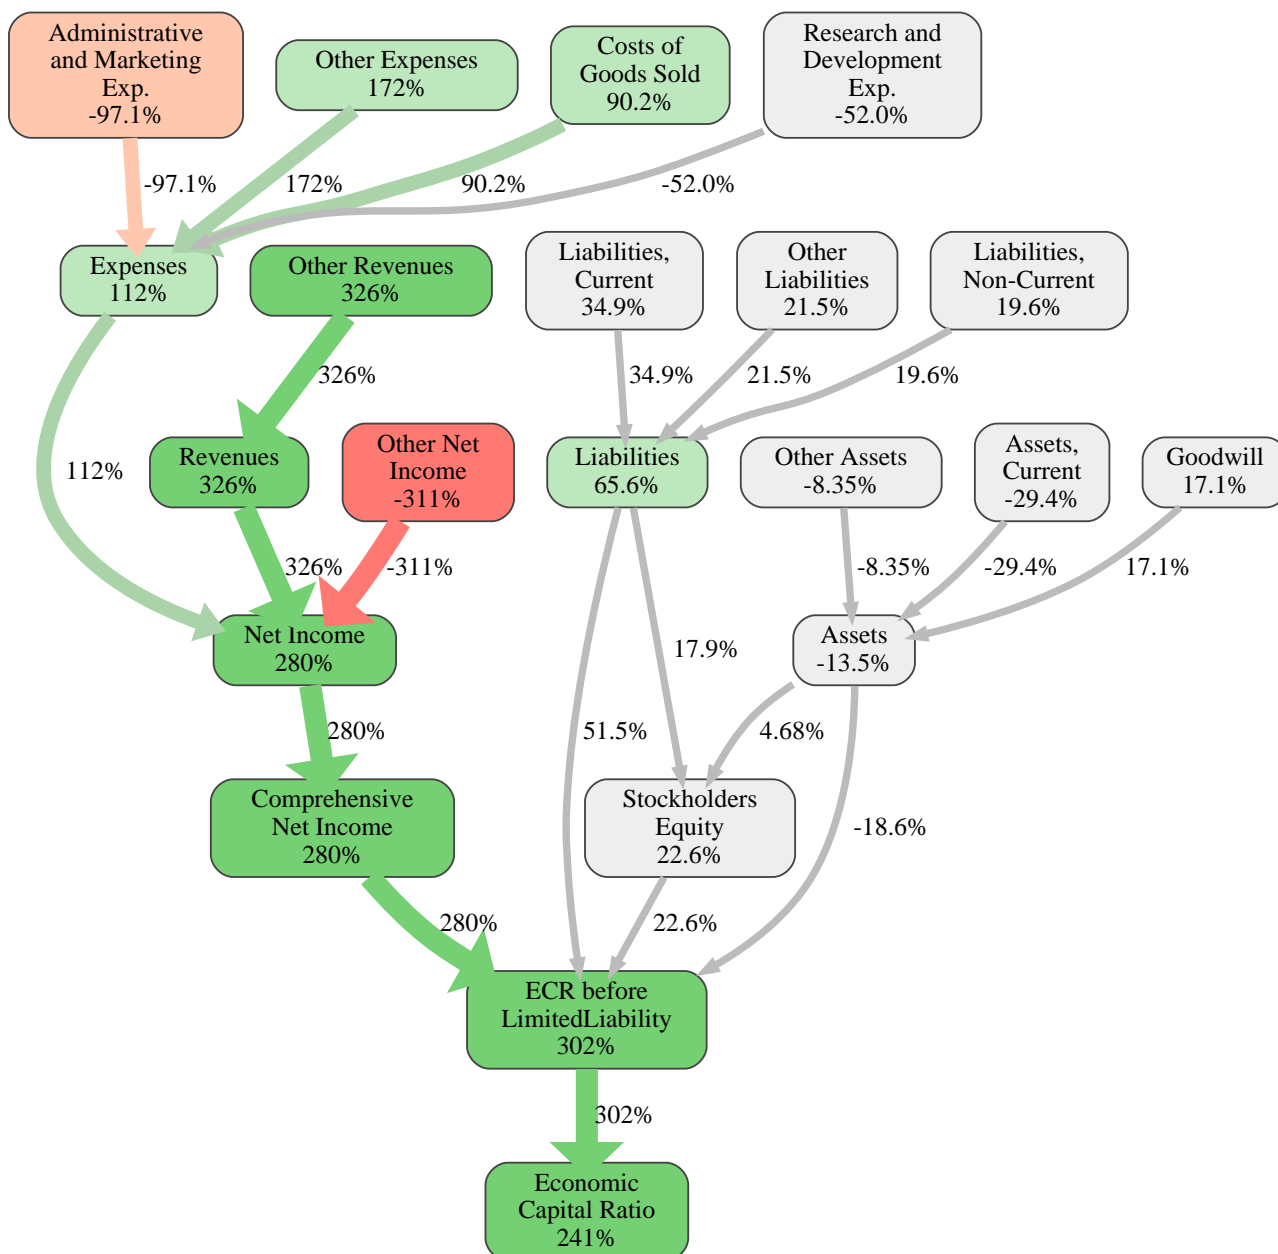 Administrative
and Marketing
Exp.
-97.1%
Other Expenses
172%
Costs of
Goods Sold
90.2%
Research and
Development
Exp.
-52.0%
-97.1%
172%
90.2%
-52.0%
Expenses
112%
Other Revenues
326%
Liabilities,
Current
34.9%
Other
Liabilities
21.5%
Liabilities,
Non-Current
19.6%
326%
34.9%
21.5%
19.6%
112%
Revenues
326%
Other Net
Income
-311%
Liabilities
65.6%
Other Assets
-8.35%
Assets,
Current
-29.4%
Goodwill
17.1%
326%
-311%
-8.35%
-29.4%
17.1%
Net Income
280%
17.9%
Assets
-13.5%
280%
51.5%
4.68%
Comprehensive
Net Income
280%
Stockholders
Equity
22.6%
-18.6%
280%
22.6%
ECR before
LimitedLiability
302%
302%
Economic
Capital Ratio
241%